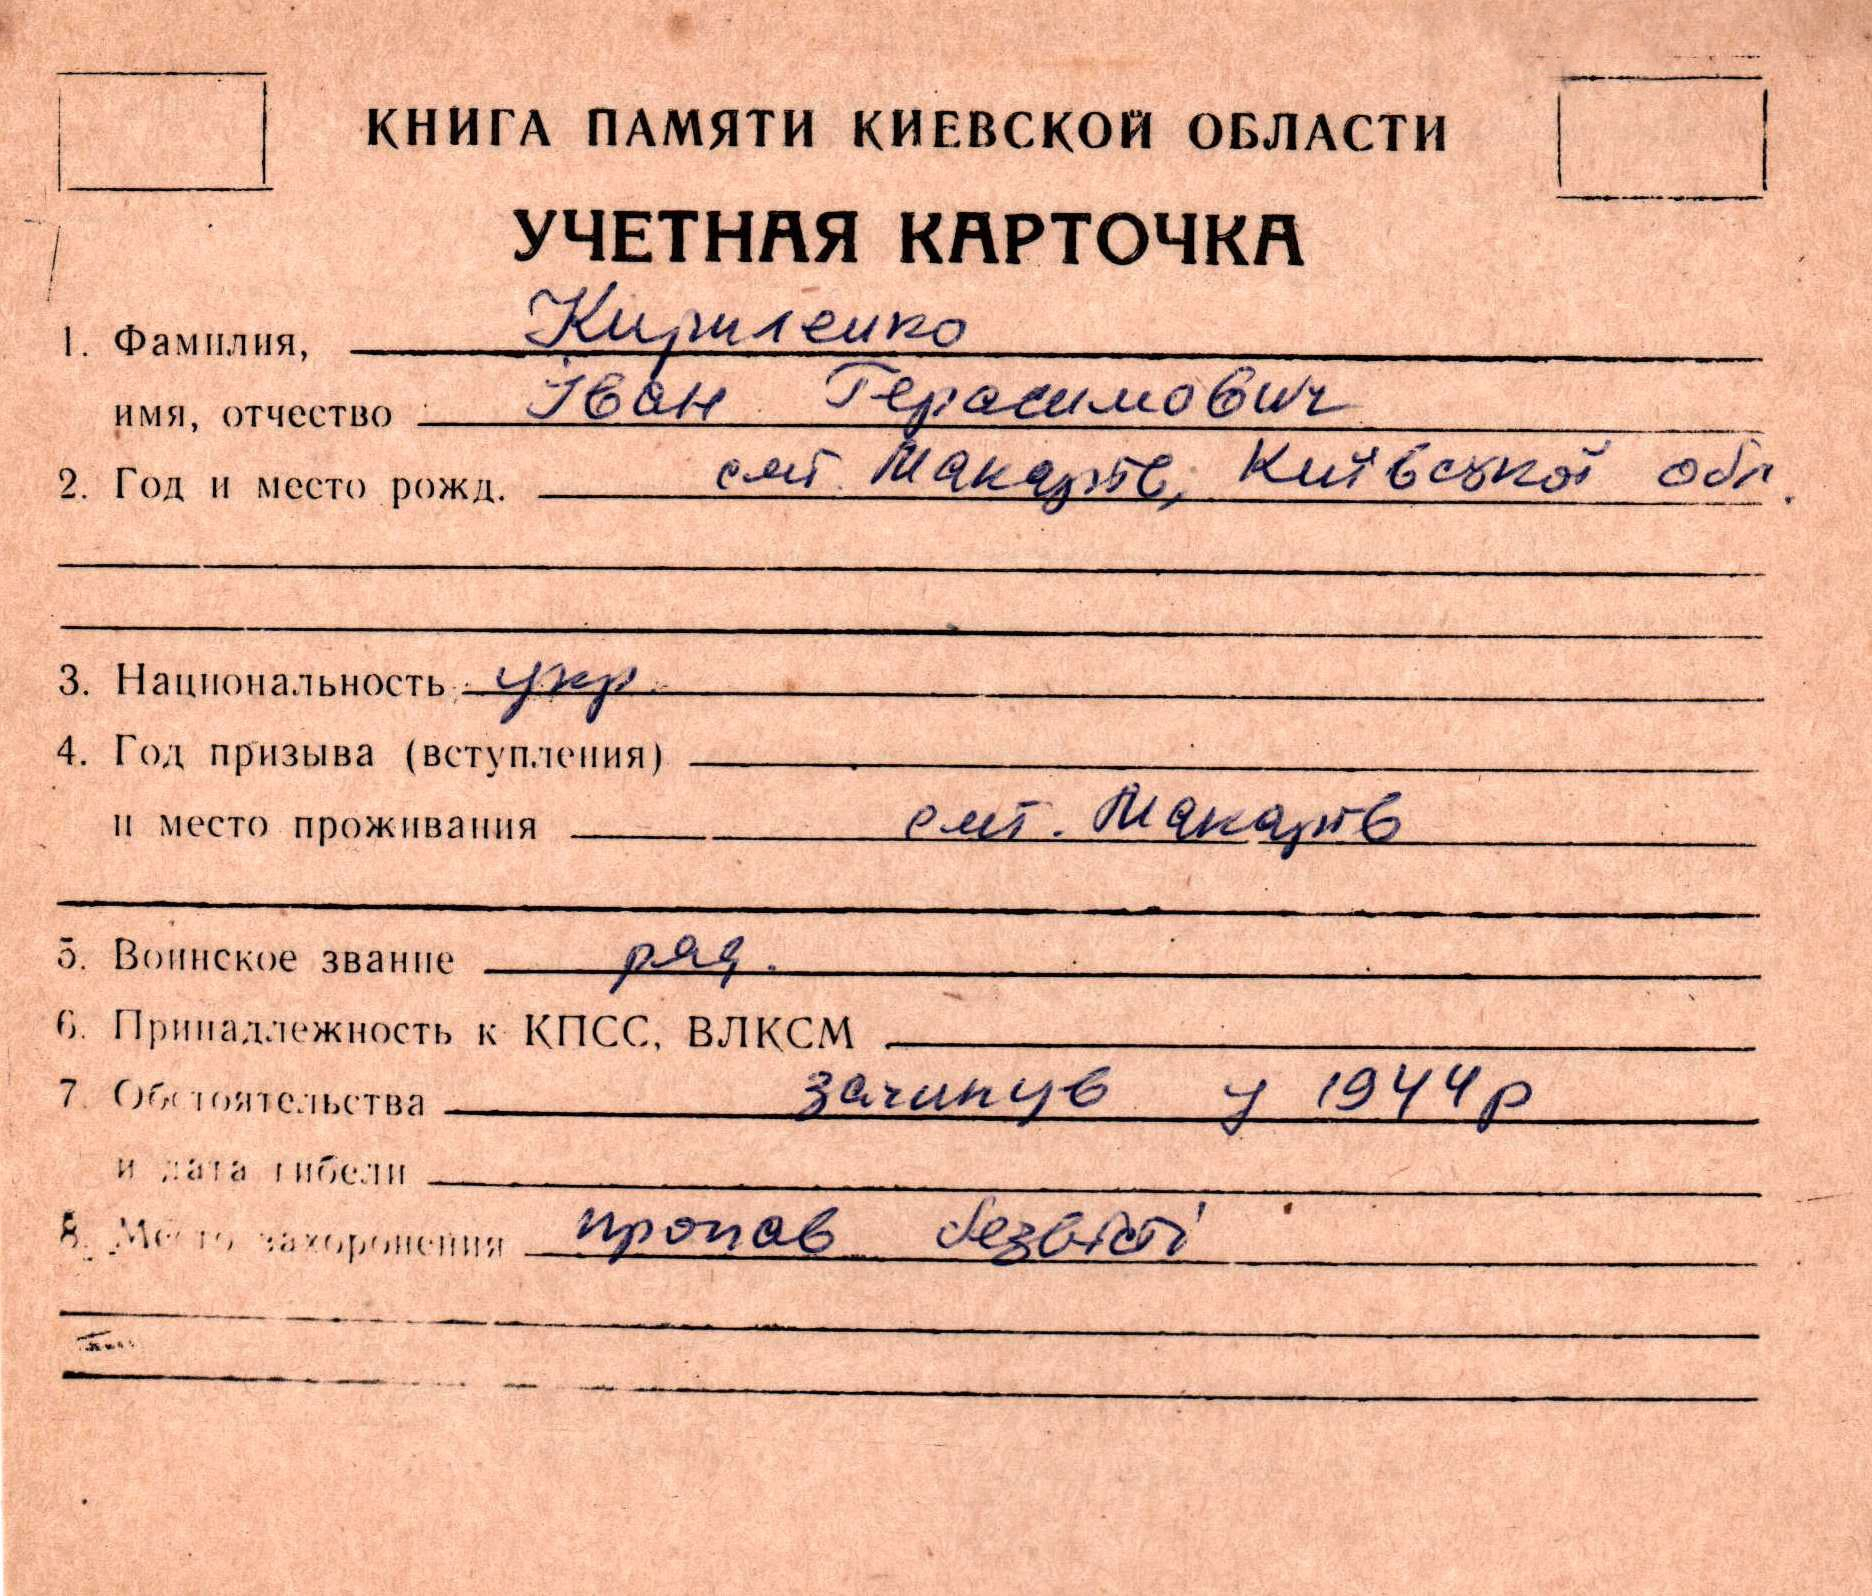 КНИГА ПАМЯТИ КИЕВСКОЙ ОБЛАСТИ
УЧЕТНАЯ КАРТОЧКА
1. Фамилия, Кириленко
имя, отчество Іван Герасимович
2. Год и место рожд. смт. Макарів, Київської обл.
3. Национальность укр.
4. Год призыва (вступления)
и место проживания смт. Макарів
5. Воинское звание ряд.
6. Принадлежность к КПСС, ВЛКСМ
7. Обстоятельства загинув у 1944р
и дата гибели
8. Место захоронения пропав безвісті